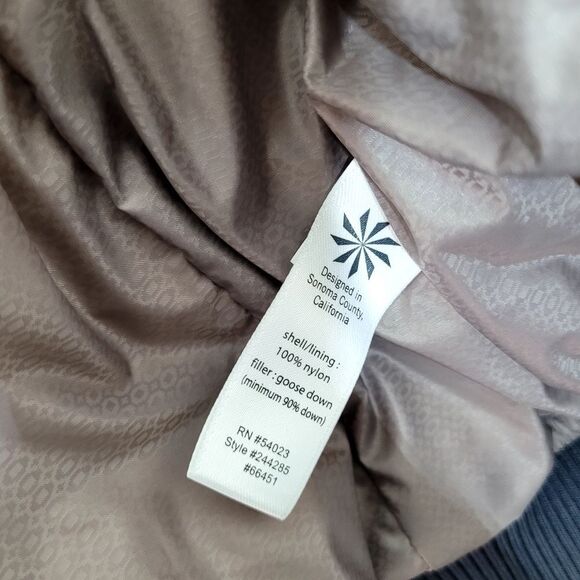 Designed in
Sonoma County,
California
shell/lining :
100% nylon
filler : goose down
(minimum 90% down)
RN #54023
Style #244285
#66451